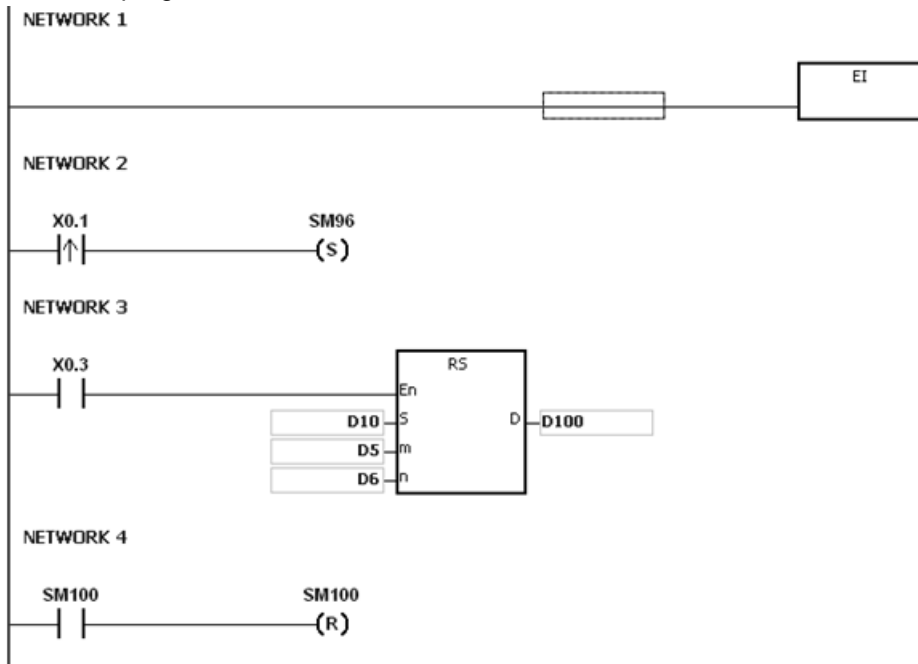 NETWORK 1
EI
NETWORK 2
X0.1 SM96
(S)
NETWORK 3
X0.3 RS
En
D10 S D D100
D5 m
D6 n
NETWORK 4
SM100 SM100
(R)